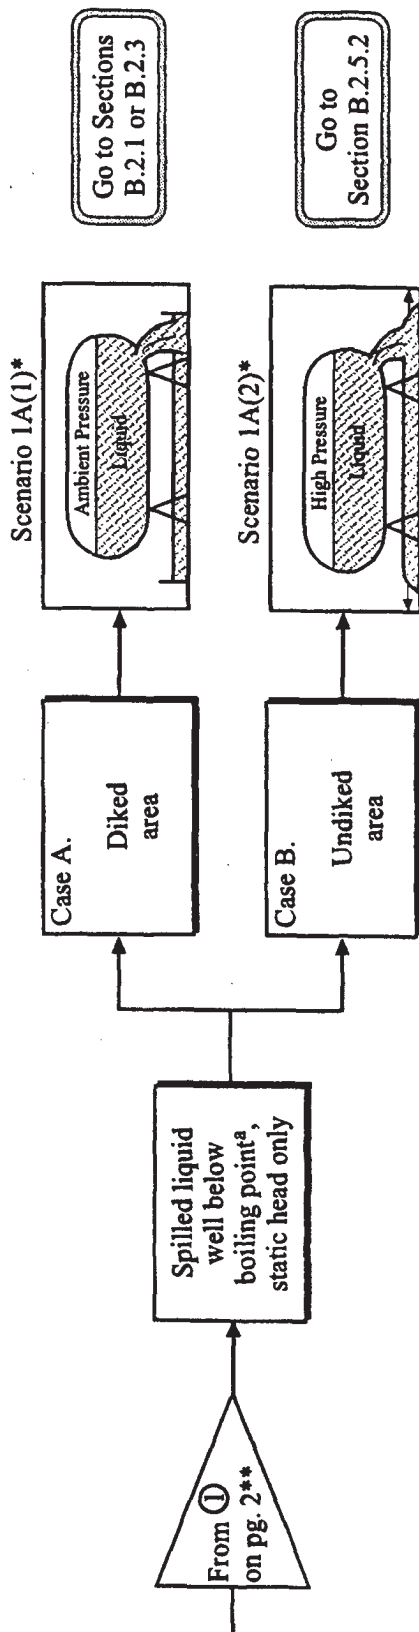 From ①
on pg. 2**
Spilled liquid
well below
boiling pointᵃ,
static head only
Case A.
Diked
area
Scenario 1A(1)*
Ambient Pressure
Liquid
Go to Sections
B.2.1 or B.2.3
Case B.
Undiked
area
Scenario 1A(2)*
High Pressure
Liquid
Go to
Section B.2.5.2